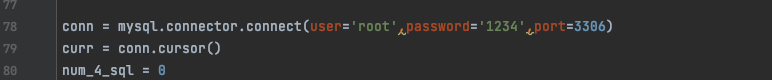 77
78 conn = mysql.connector.connect(user='root',password='1234',port=3306)
79 curr = conn.cursor()
80 num_4_sql = 0